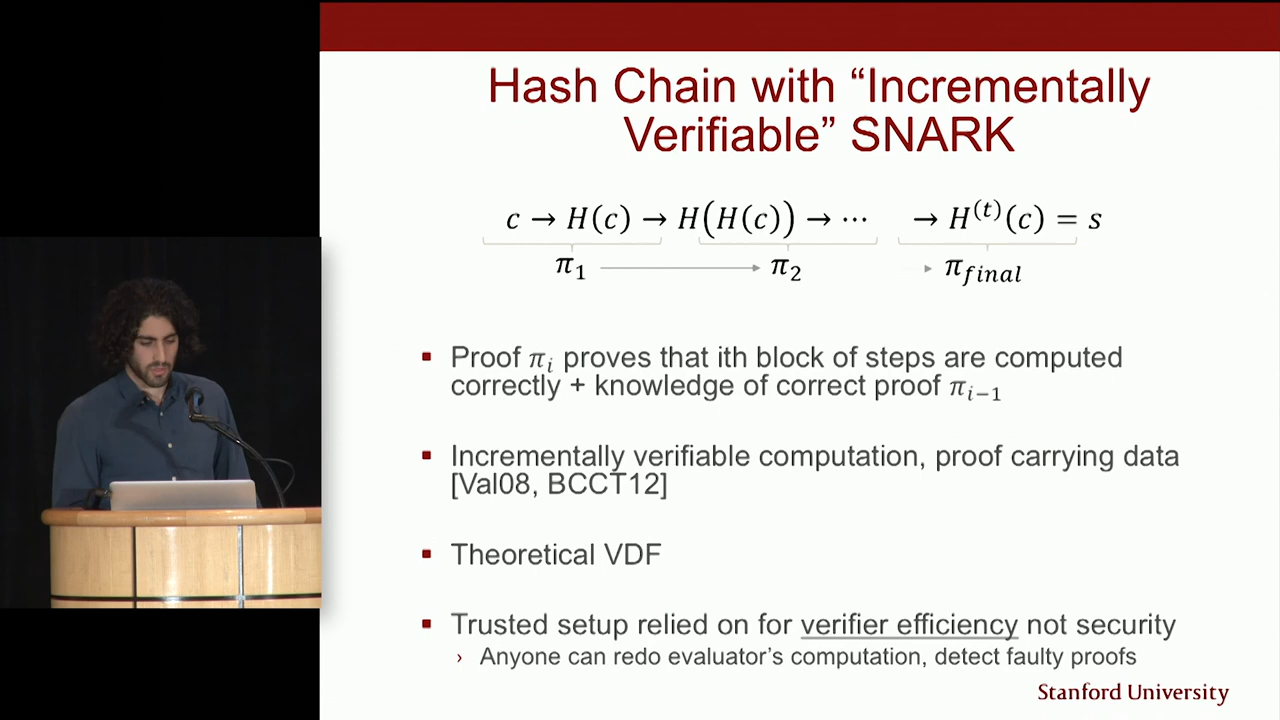 Hash Chain with “Incrementally
Verifiable” SNARK
c → H(c) → H(H(c)) → ⋯ → H^(t)(c) = s
π_1 → π_2 → π_final
▪ Proof π_i proves that ith block of steps are computed
correctly + knowledge of correct proof π_{i−1}
▪ Incrementally verifiable computation, proof carrying data
[Val08, BCCT12]
▪ Theoretical VDF
▪ Trusted setup relied on for verifier efficiency not security
› Anyone can redo evaluator’s computation, detect faulty proofs
Stanford University